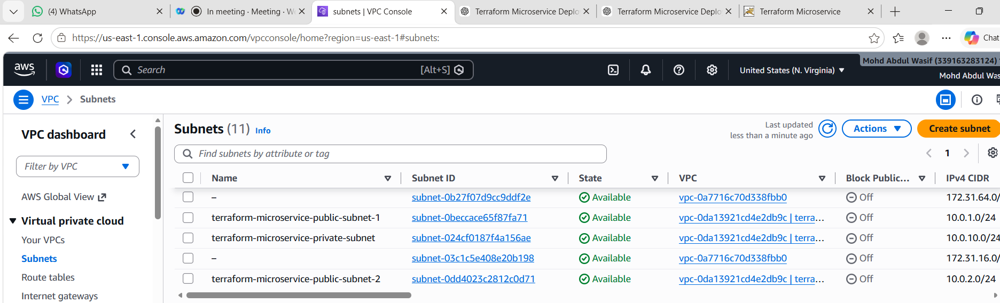 (4) WhatsApp
In meeting · Meeting · W
subnets | VPC Console
Terraform Microservice Deplo
Terraform Microservice Deplo
Terraform Microservice
https://us-east-1.console.aws.amazon.com/vpcconsole/home?region=us-east-1#subnets:
Chat
aws
Search
[Alt+S]
United States (N. Virginia)
Mohd Abdul Wasif (339163283124)
Mohd Abdul Was
VPC
Subnets
VPC dashboard
Filter by VPC
AWS Global View
Virtual private cloud
Your VPCs
Subnets
Route tables
Internet gateways
Subnets (11) Info
Last updated
less than a minute ago
Actions
Create subnet
Find subnets by attribute or tag
1
Name Subnet ID State VPC Block Public... IPv4 CIDR
– subnet-0b27f07d9cc9ddf2e Available vpc-0a7716c70d338fbb0 Off 172.31.64.0/
terraform-microservice-public-subnet-1 subnet-0beccace65f87fa71 Available vpc-0da13921cd4e2db9c | terra... Off 10.0.1.0/24
terraform-microservice-private-subnet subnet-024cf0187f4a156ae Available vpc-0da13921cd4e2db9c | terra... Off 10.0.10.0/24
– subnet-03c1c5e408e20b198 Available vpc-0a7716c70d338fbb0 Off 172.31.16.0/
terraform-microservice-public-subnet-2 subnet-0dd4023c2812c0d71 Available vpc-0da13921cd4e2db9c | terra... Off 10.0.2.0/24